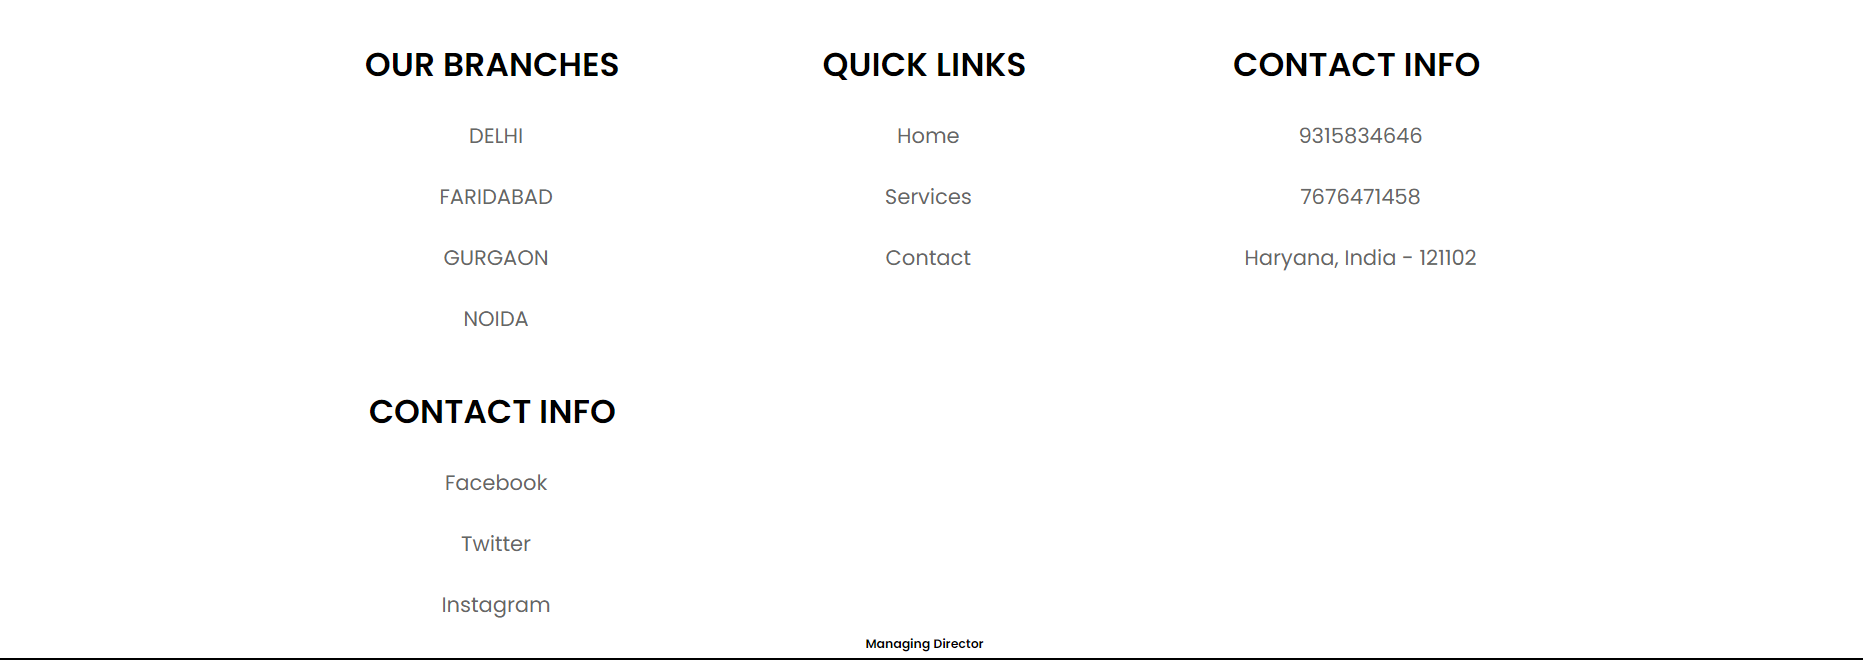 OUR BRANCHES
DELHI
FARIDABAD
GURGAON
NOIDA
QUICK LINKS
Home
Services
Contact
CONTACT INFO
9315834646
7676471458
Haryana, India - 121102
CONTACT INFO
Facebook
Twitter
Instagram
Managing Director